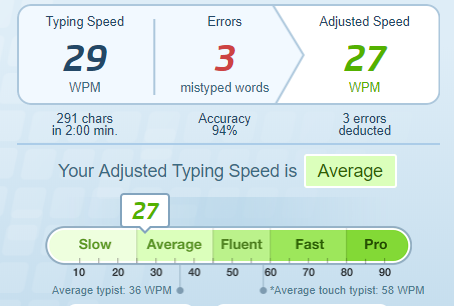 Typing Speed Errors Adjusted Speed
29 3 27
WPM mistyped words WPM
291 chars Accuracy 3 errors
in 2:00 min. 94% deducted
Your Adjusted Typing Speed is Average
27
Slow Average Fluent Fast Pro
10 20 30 40 50 60 70 80 90
Average typist: 36 WPM *Average touch typist: 58 WPM